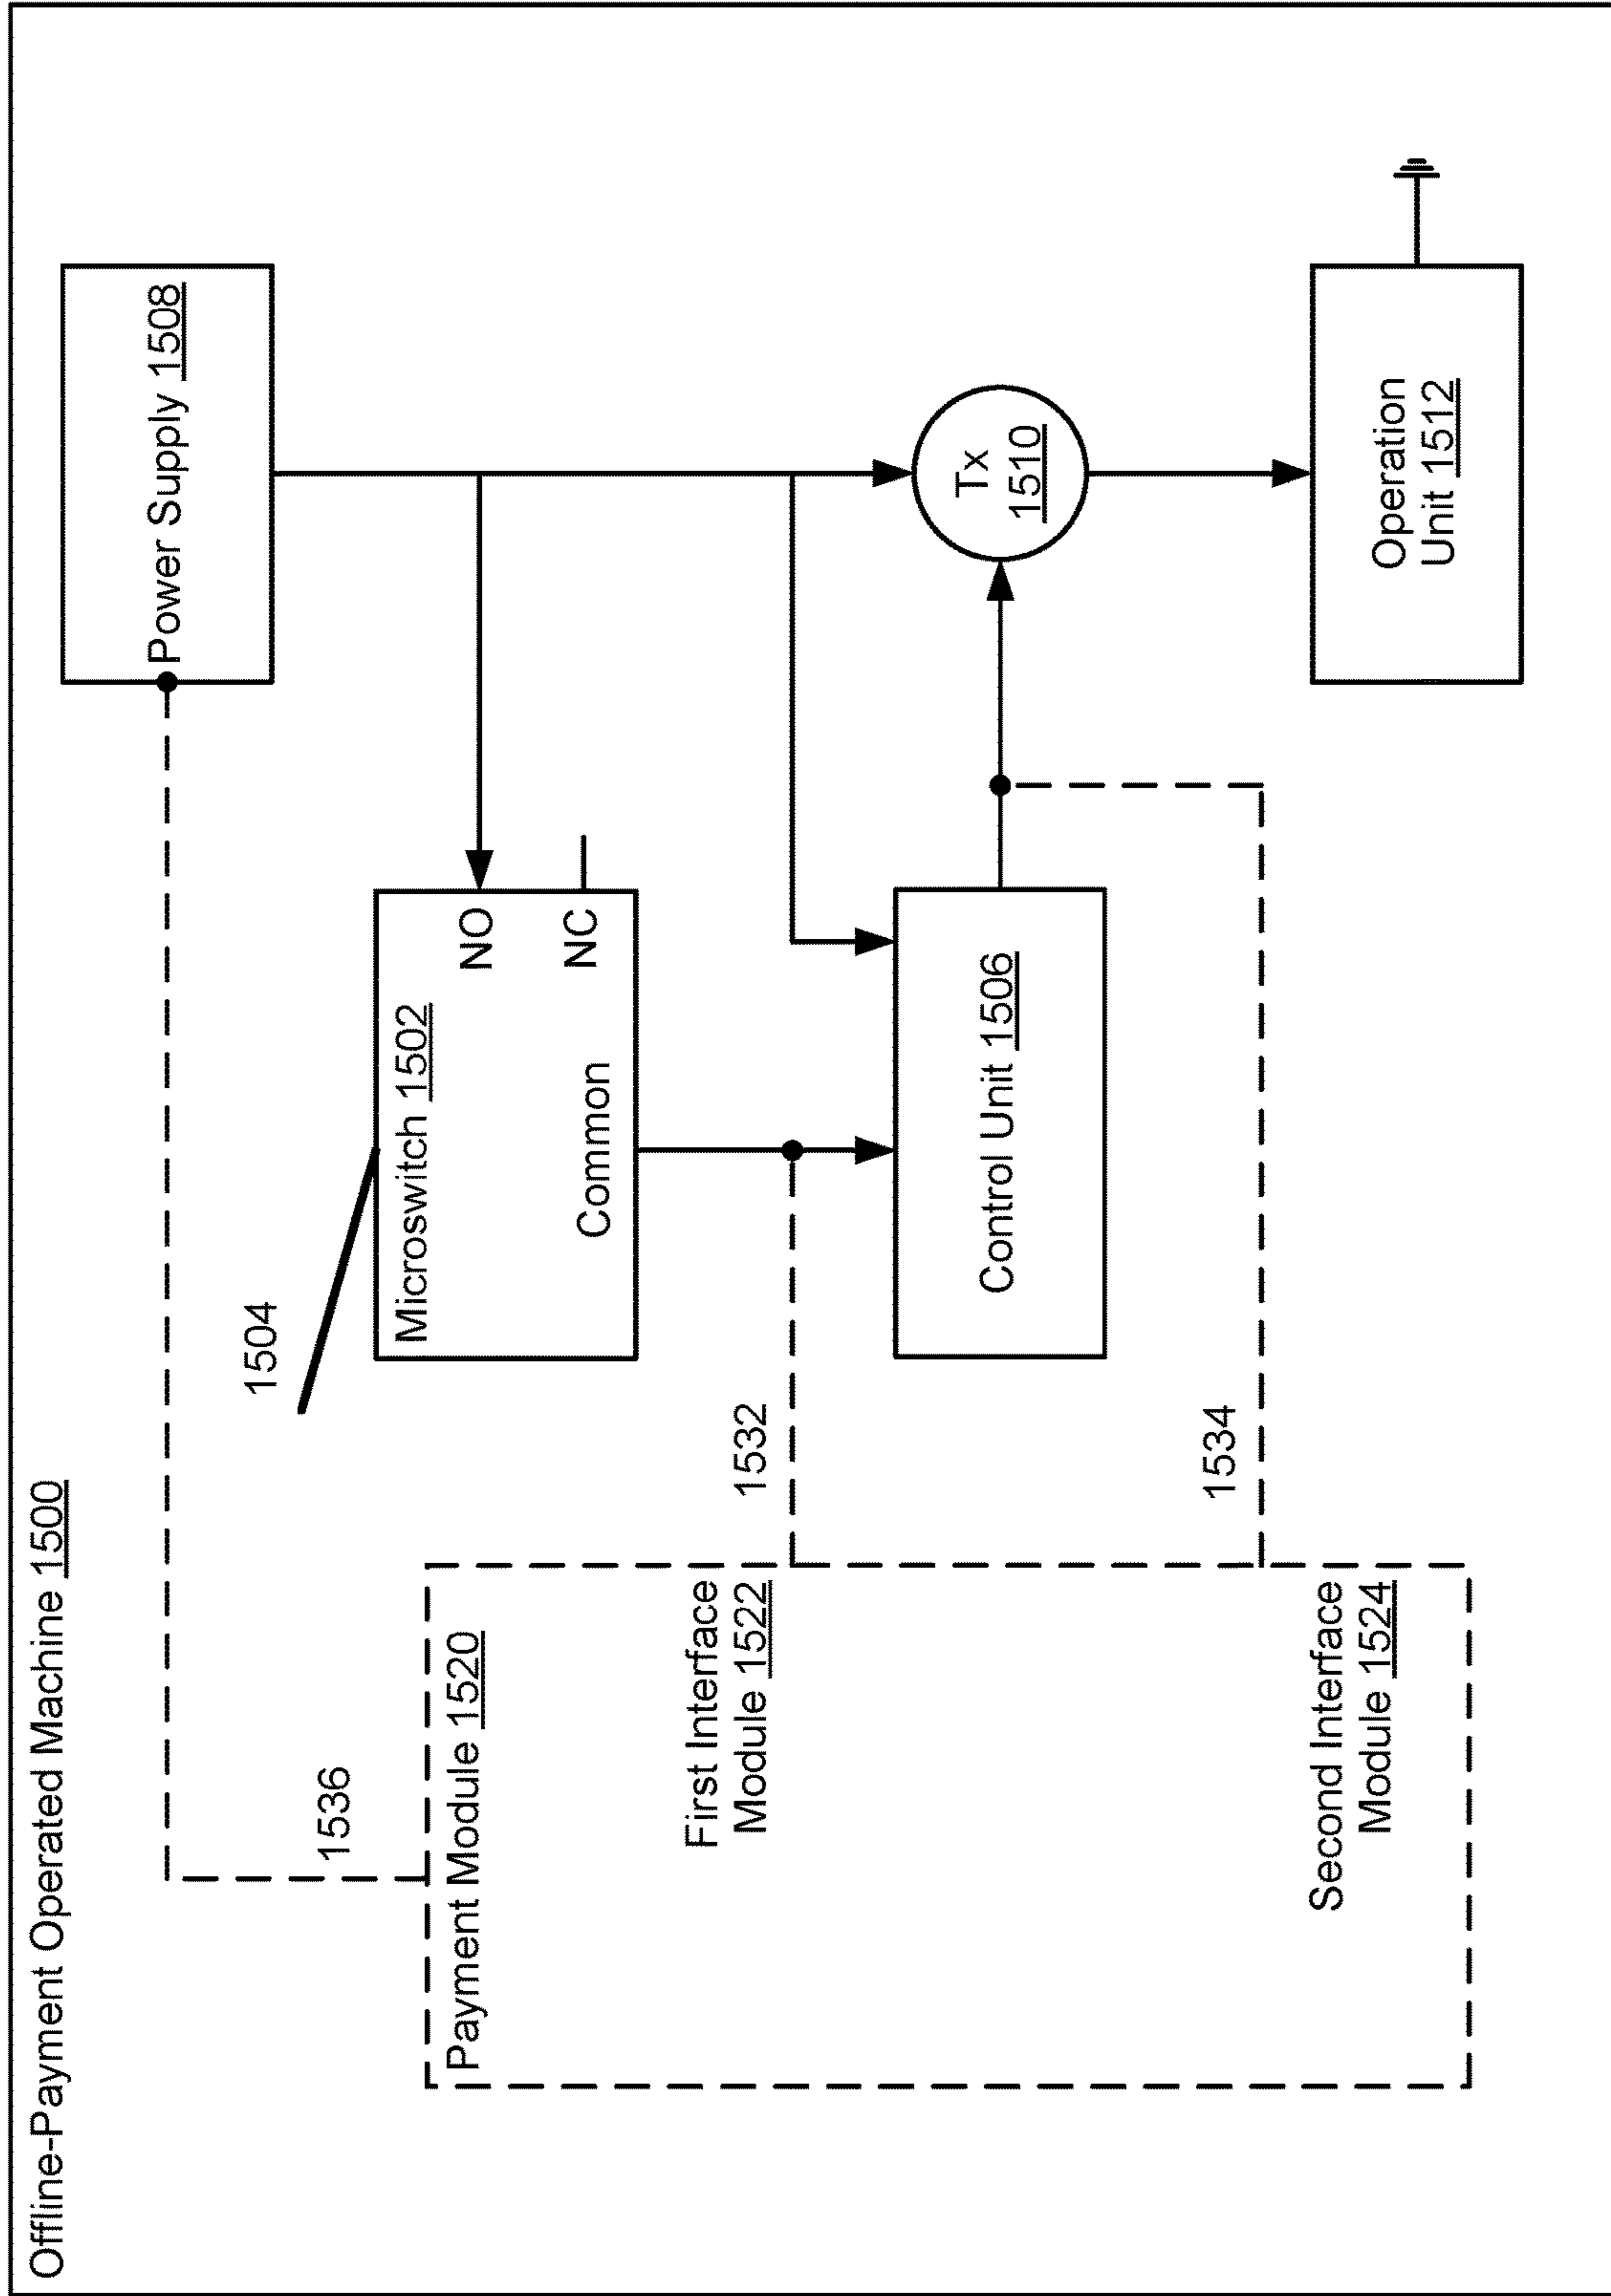 Offline-Payment Operated Machine 1500
1536
Power Supply 1508
1504
Microswitch 1502
NO
NC
Common
Payment Module 1520
First Interface
Module 1522
1532
Control Unit 1506
Tx
1510
1534
Second Interface
Module 1524
Operation
Unit 1512